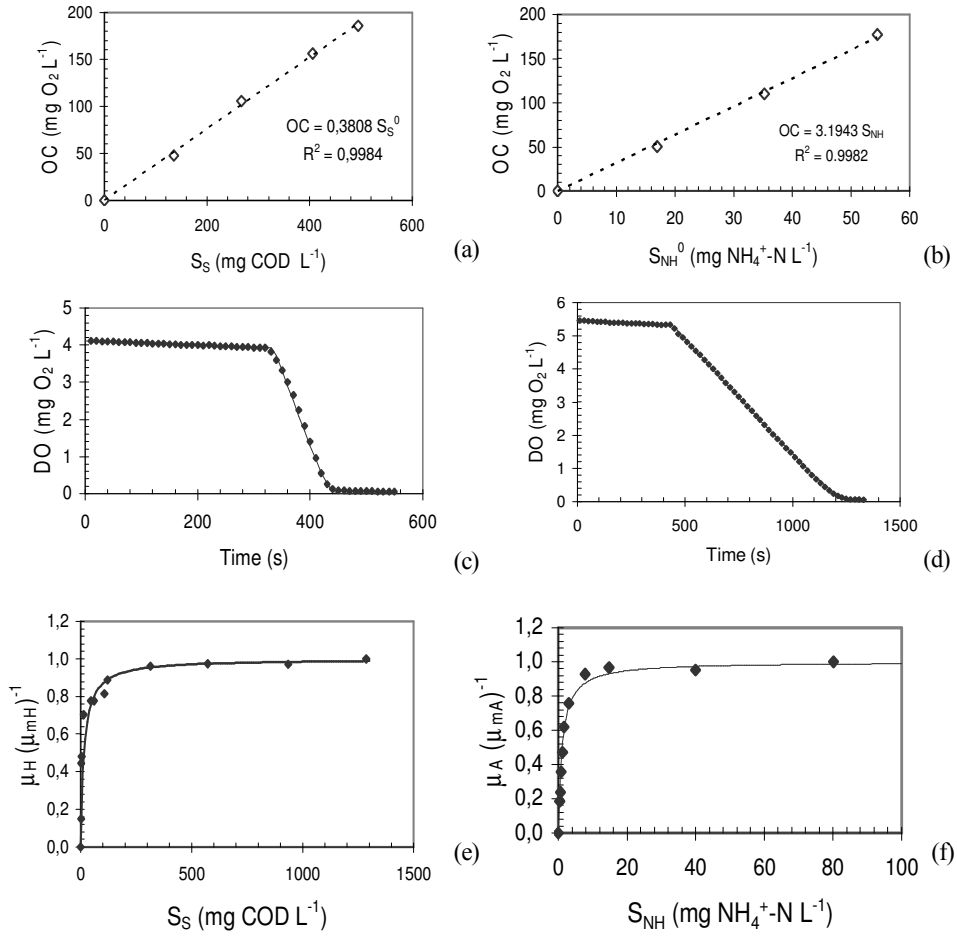 200
150
100
50
0
OC (mg O₂ L⁻¹)
OC = 0,3808 S_S⁰
R² = 0,9984
0 200 400 600
S_S (mg COD L⁻¹)
(a)
200
150
100
50
0
OC (mg O₂ L⁻¹)
OC = 3.1943 S_NH
R² = 0.9982
0 10 20 30 40 50 60
S_NH⁰ (mg NH₄⁺-N L⁻¹)
(b)
5
4
3
2
1
0
DO (mg O₂ L⁻¹)
0 200 400 600
Time (s)
(c)
6
5
4
3
2
1
0
DO (mg O₂ L⁻¹)
0 500 1000 1500
Time (s)
(d)
1,2
1,0
0,8
0,6
0,4
0,2
0,0
µH (µmH)⁻¹
0 500 1000 1500
S_S (mg COD L⁻¹)
(e)
1,2
1,0
0,8
0,6
0,4
0,2
0,0
µA (µmA)⁻¹
0 20 40 60 80 100
S_NH (mg NH₄⁺-N L⁻¹)
(f)